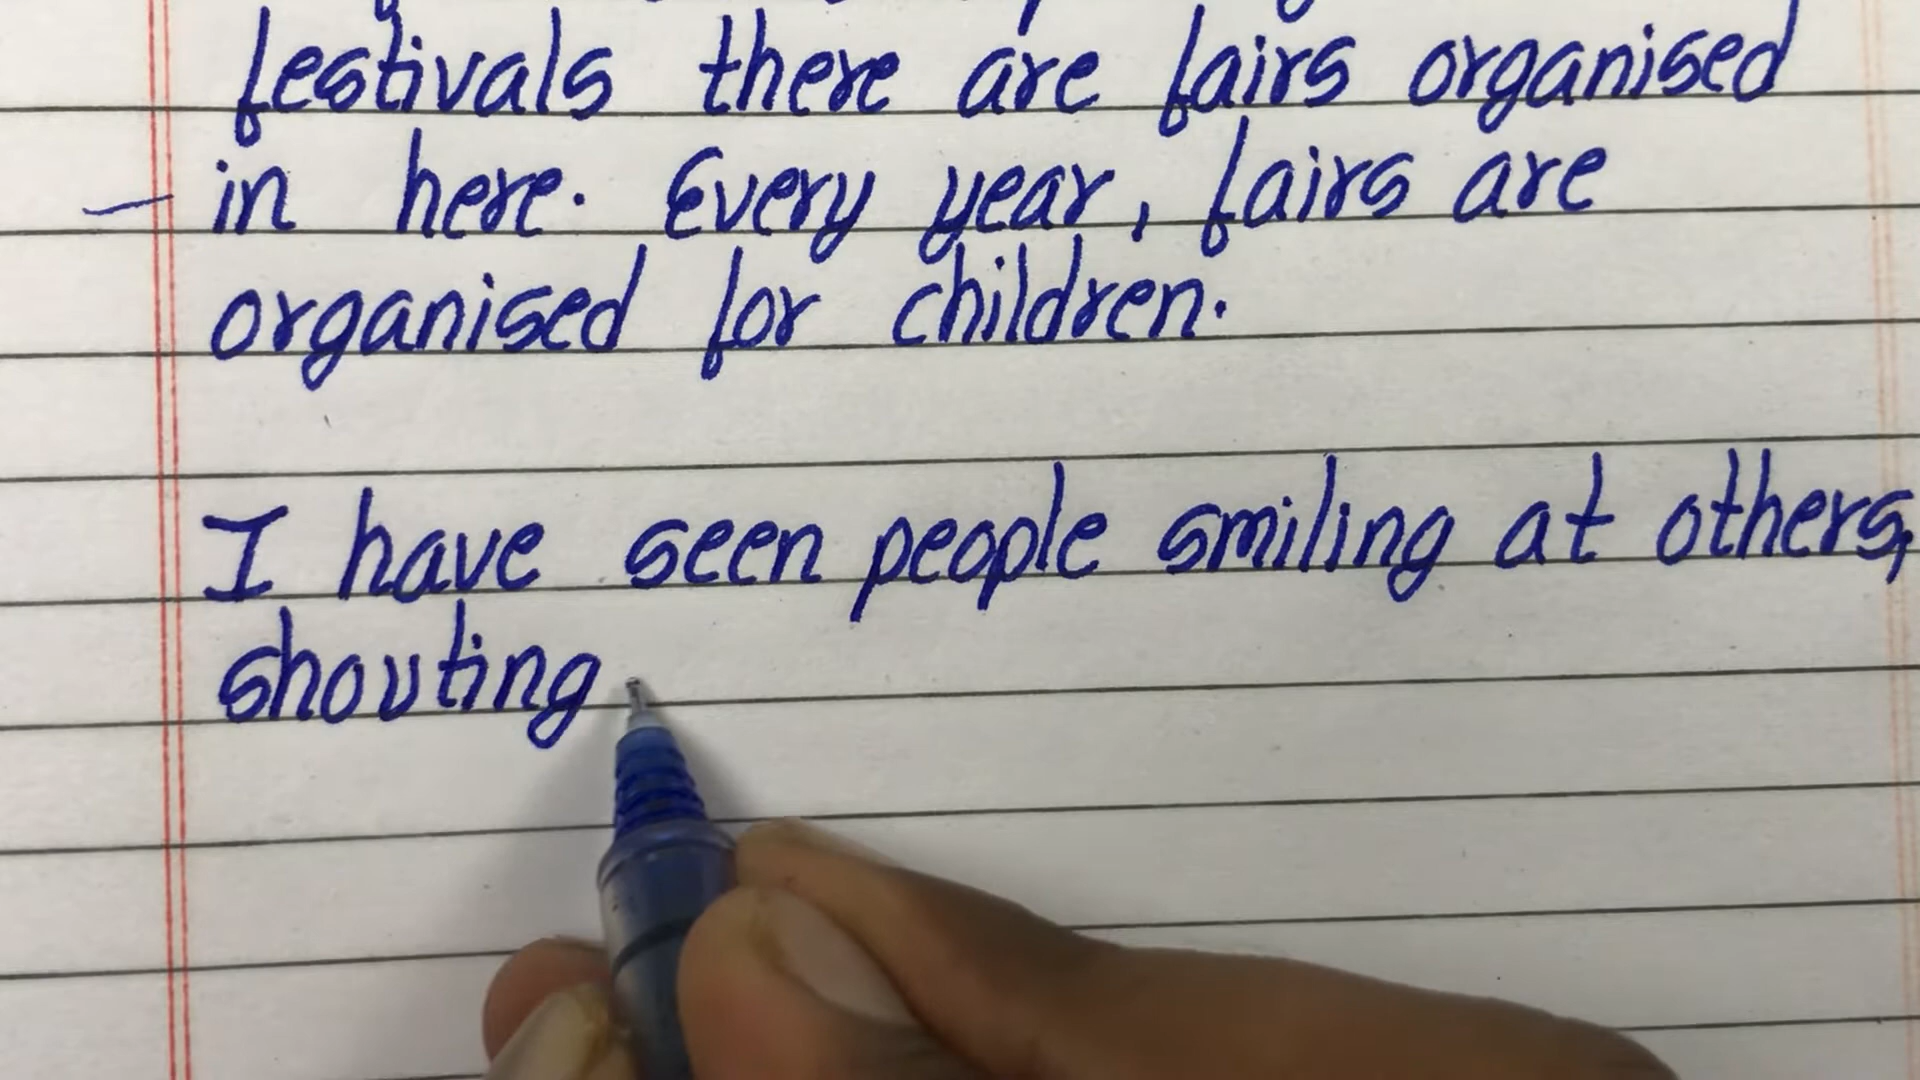 festivals there are fairs organised
in here. Every year, fairs are
organised for children.
I have seen people smiling at others,
shouting